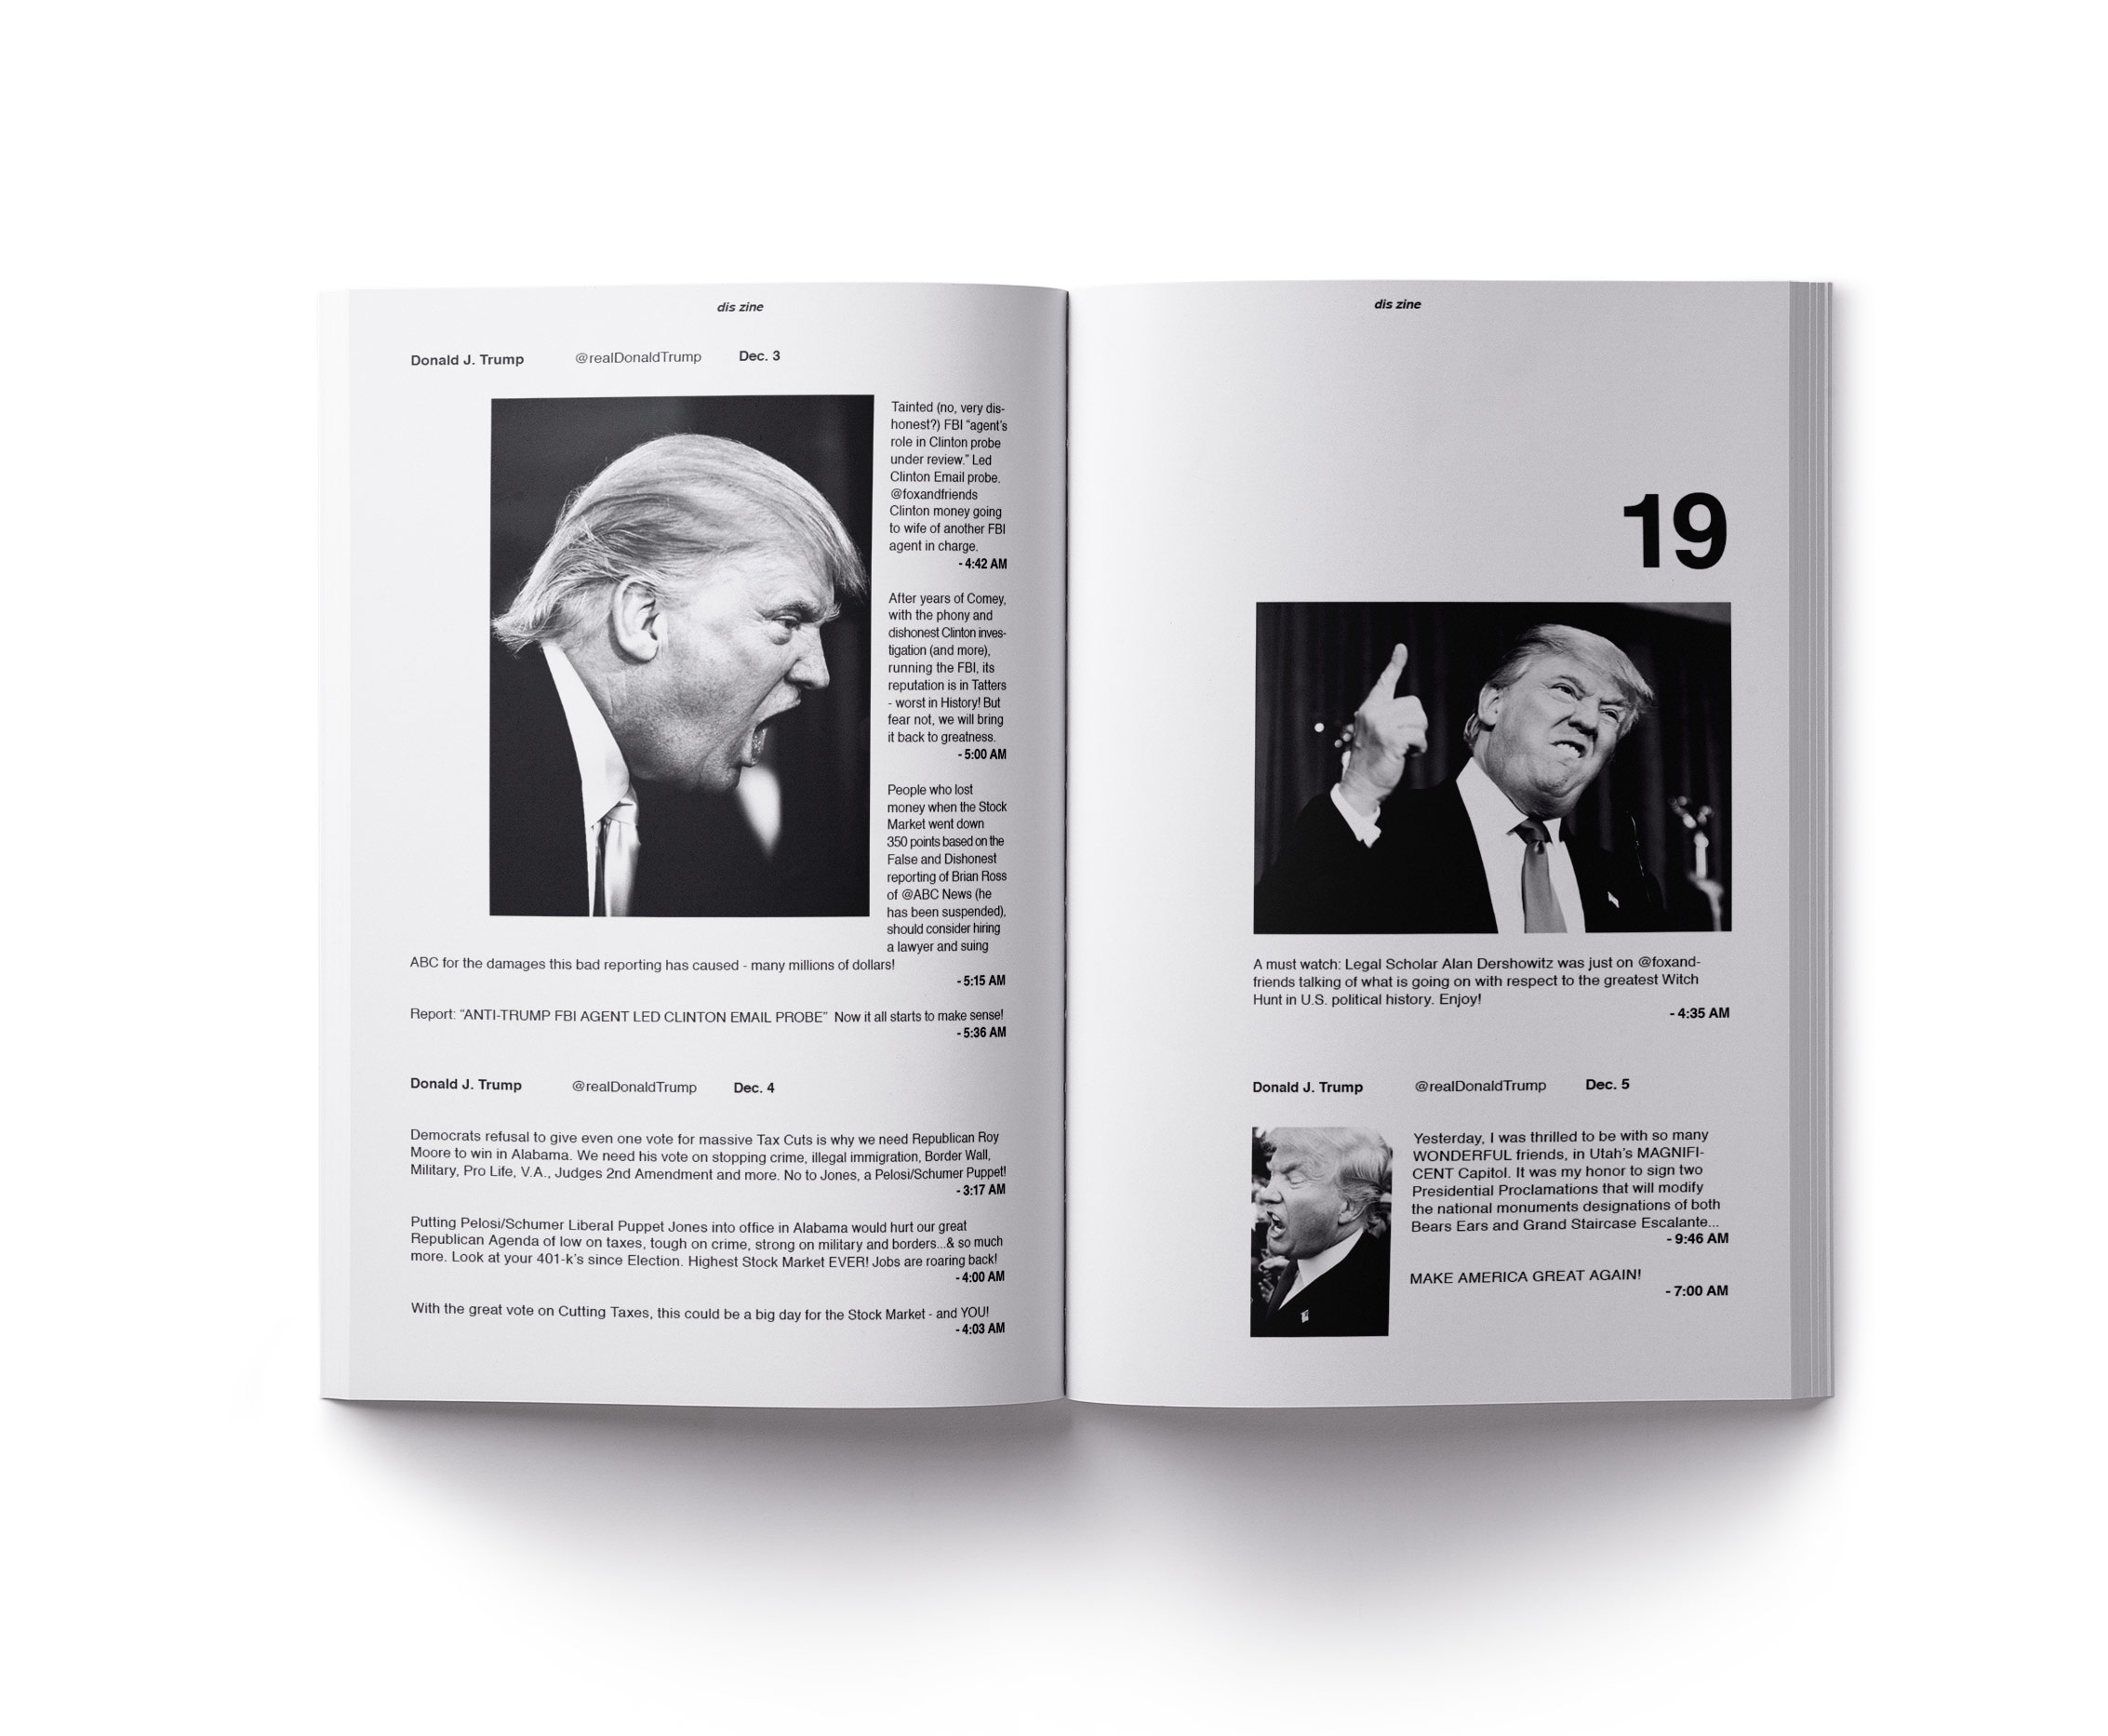 dis zine
Donald J. Trump @realDonaldTrump Dec. 3
Tainted (no, very dis-
honest?) FBI “agent’s
role in Clinton probe
under review.” Led
Clinton Email probe.
@foxandfriends
Clinton money going
to wife of another FBI
agent in charge.
- 4:42 AM
After years of Comey,
with the phony and
dishonest Clinton inves-
tigation (and more),
running the FBI, its
reputation is in Tatters
- worst in History! But
fear not, we will bring
it back to greatness.
- 5:00 AM
People who lost
money when the Stock
Market went down
350 points based on the
False and Dishonest
reporting of Brian Ross
of @ABC News (he
has been suspended),
should consider hiring
a lawyer and suing
ABC for the damages this bad reporting has caused - many millions of dollars!
- 5:15 AM
Report: “ANTI-TRUMP FBI AGENT LED CLINTON EMAIL PROBE” Now it all starts to make sense!
- 5:36 AM
Donald J. Trump @realDonaldTrump Dec. 4
Democrats refusal to give even one vote for massive Tax Cuts is why we need Republican Roy
Moore to win in Alabama. We need his vote on stopping crime, illegal immigration, Border Wall,
Military, Pro Life, V.A., Judges 2nd Amendment and more. No to Jones, a Pelosi/Schumer Puppet!
- 3:17 AM
Putting Pelosi/Schumer Liberal Puppet Jones into office in Alabama would hurt our great
Republican Agenda of low on taxes, tough on crime, strong on military and borders...& so much
more. Look at your 401-k’s since Election. Highest Stock Market EVER! Jobs are roaring back!
- 4:00 AM
With the great vote on Cutting Taxes, this could be a big day for the Stock Market - and YOU!
- 4:03 AM
dis zine
19
A must watch: Legal Scholar Alan Dershowitz was just on @foxand-
friends talking of what is going on with respect to the greatest Witch
Hunt in U.S. political history. Enjoy!
- 4:35 AM
Donald J. Trump @realDonaldTrump Dec. 5
Yesterday, I was thrilled to be with so many
WONDERFUL friends, in Utah’s MAGNIFI-
CENT Capitol. It was my honor to sign two
Presidential Proclamations that will modify
the national monuments designations of both
Bears Ears and Grand Staircase Escalante...
- 9:46 AM
MAKE AMERICA GREAT AGAIN!
- 7:00 AM